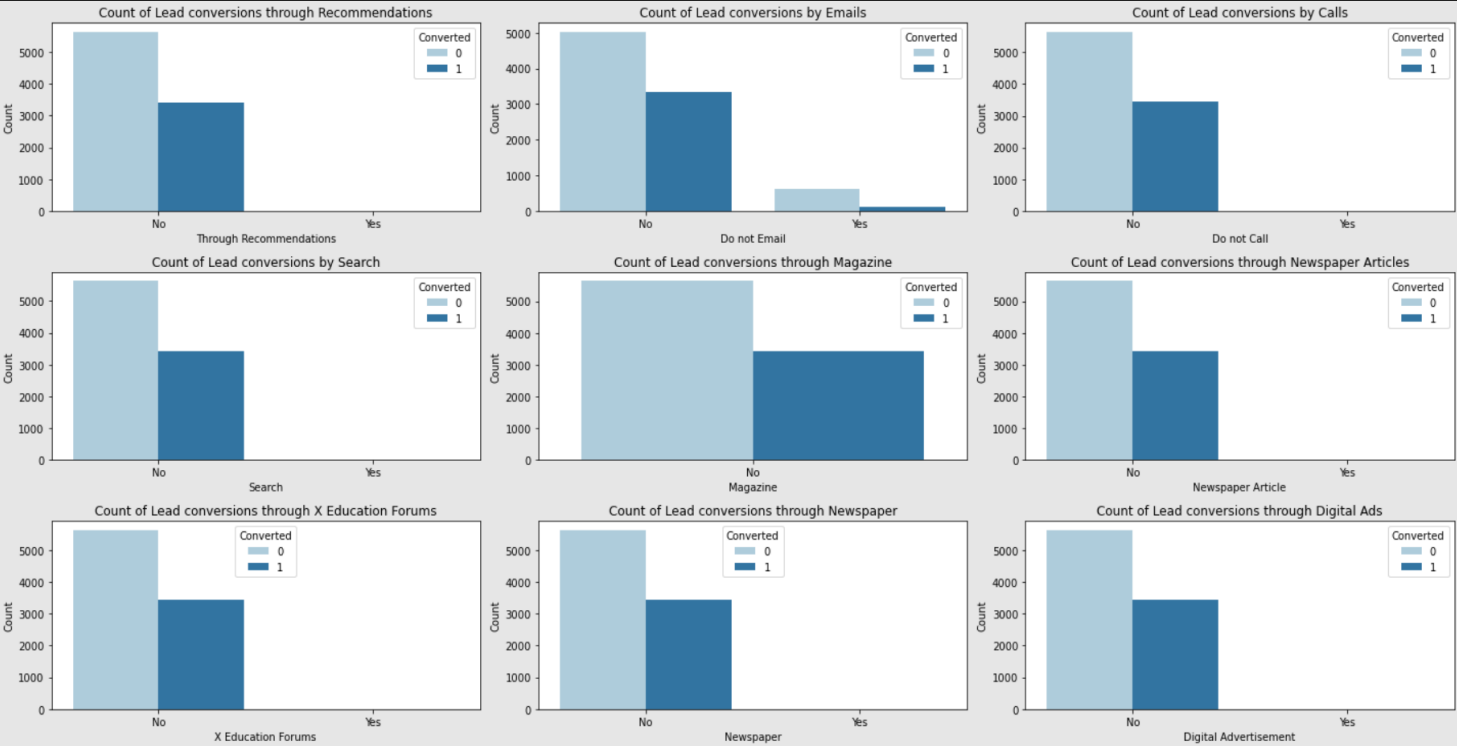 Count of Lead conversions through Recommendations
Count
5000
4000
3000
2000
1000
0
Converted
0
1
No
Yes
Through Recommendations
Count of Lead conversions by Emails
Count
5000
4000
3000
2000
1000
0
Converted
0
1
No
Yes
Do not Email
Count of Lead conversions by Calls
Count
5000
4000
3000
2000
1000
0
Converted
0
1
No
Yes
Do not Call
Count of Lead conversions by Search
Count
5000
4000
3000
2000
1000
0
Converted
0
1
No
Yes
Search
Count of Lead conversions through Magazine
Count
5000
4000
3000
2000
1000
0
Converted
0
1
No
Magazine
Count of Lead conversions through Newspaper Articles
Count
5000
4000
3000
2000
1000
0
Converted
0
1
No
Yes
Newspaper Article
Count of Lead conversions through X Education Forums
Count
5000
4000
3000
2000
1000
0
Converted
0
1
No
Yes
X Education Forums
Count of Lead conversions through Newspaper
Count
5000
4000
3000
2000
1000
0
Converted
0
1
No
Yes
Newspaper
Count of Lead conversions through Digital Ads
Count
5000
4000
3000
2000
1000
0
Converted
0
1
No
Yes
Digital Advertisement